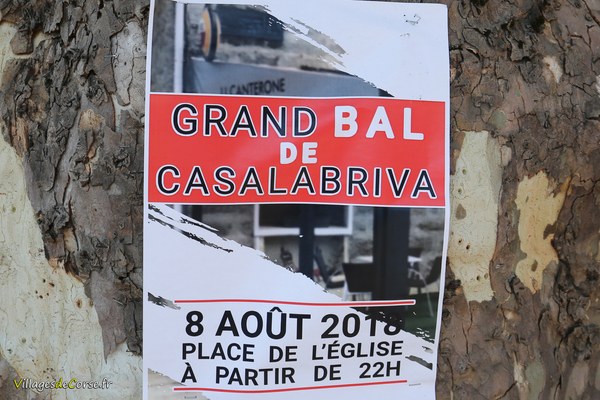 U CANTERONE
GRAND BAL
DE
CASALABRIVA
8 AOÛT 2018
PLACE DE L'ÉGLISE
À PARTIR DE 22H
VillagesdeCorse.fr